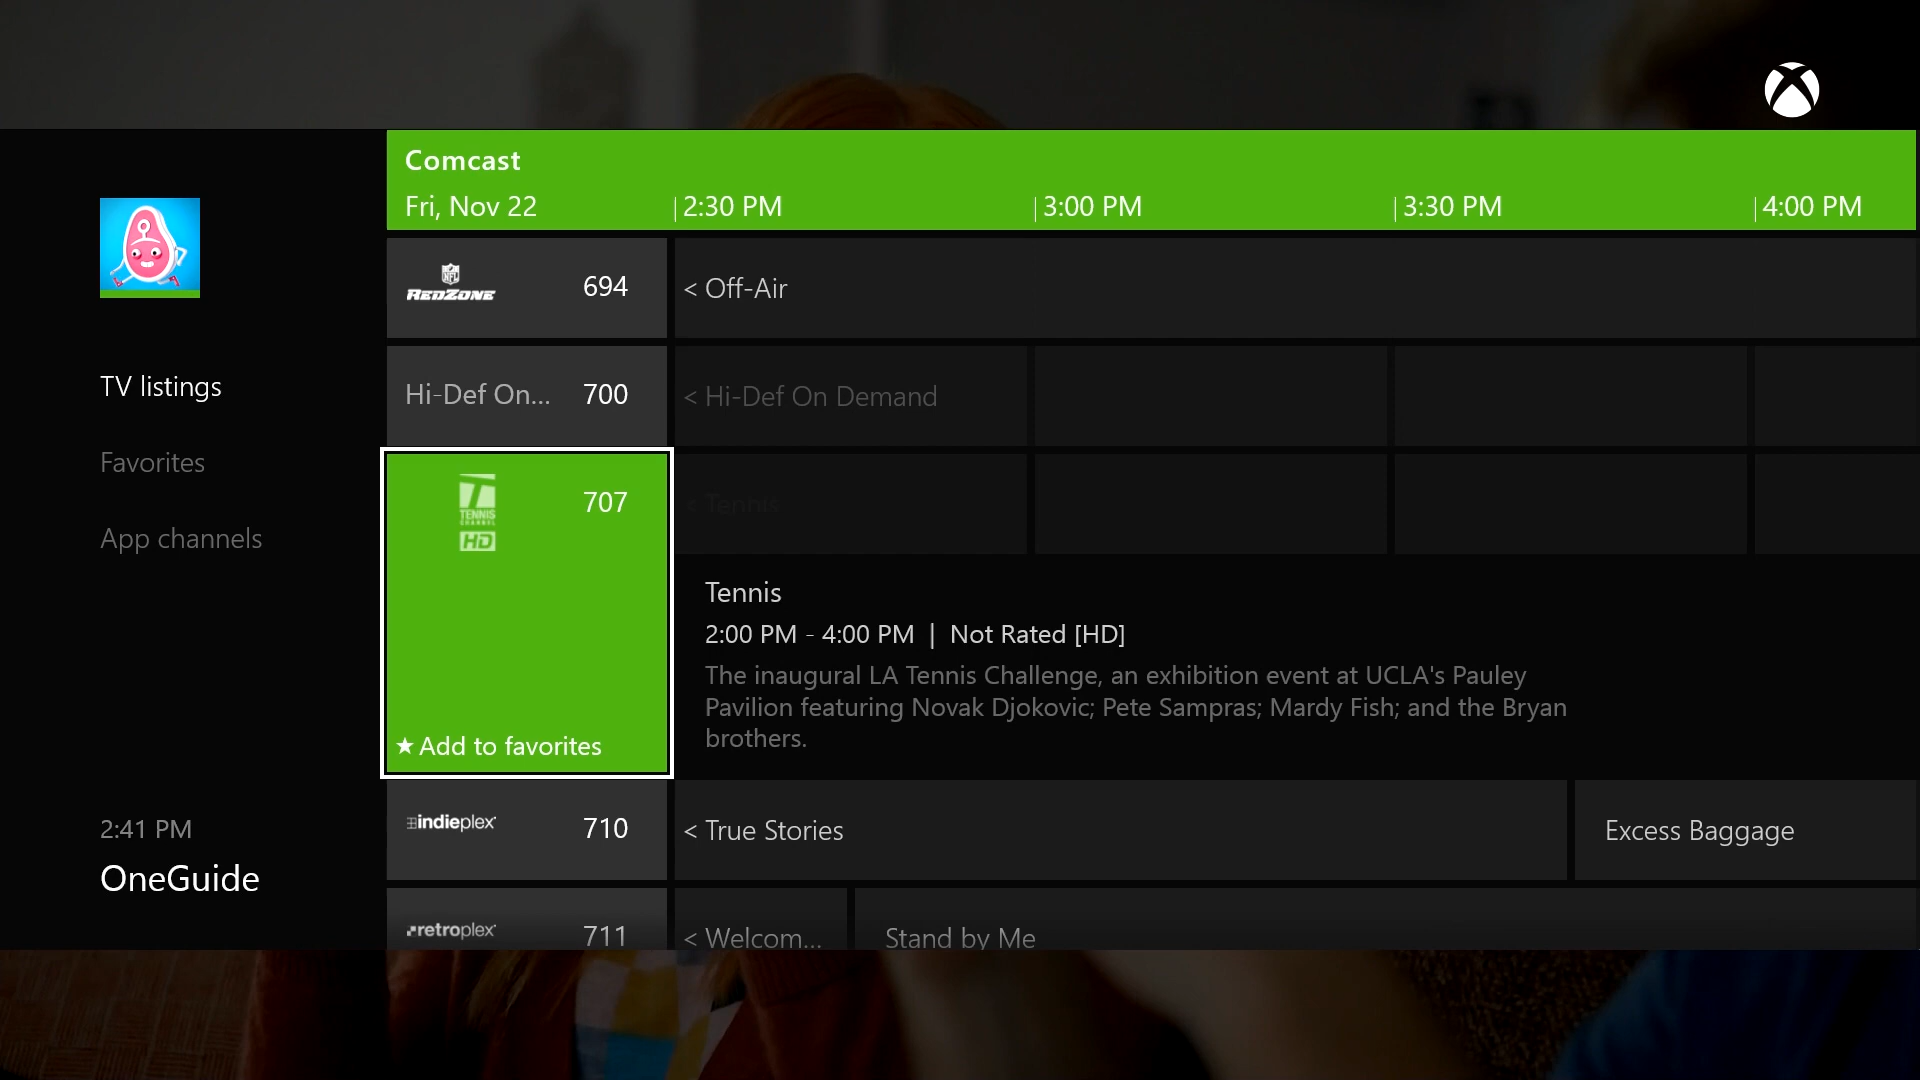 Comcast
Fri, Nov 22
2:30 PM
3:00 PM
3:30 PM
4:00 PM
NFL
REDZONE
694
< Off-Air
TV listings
Hi-Def On...
700
< Hi-Def On Demand
Favorites
T
TENNIS
CHANNEL
HD
707
< Tennis
App channels
Tennis
2:00 PM - 4:00 PM | Not Rated [HD]
The inaugural LA Tennis Challenge, an exhibition event at UCLA's Pauley
Pavilion featuring Novak Djokovic; Pete Sampras; Mardy Fish; and the Bryan
brothers.
★ Add to favorites
2:41 PM
OneGuide
indieplex
710
< True Stories
Excess Baggage
retroplex
711
< Welcom...
Stand by Me